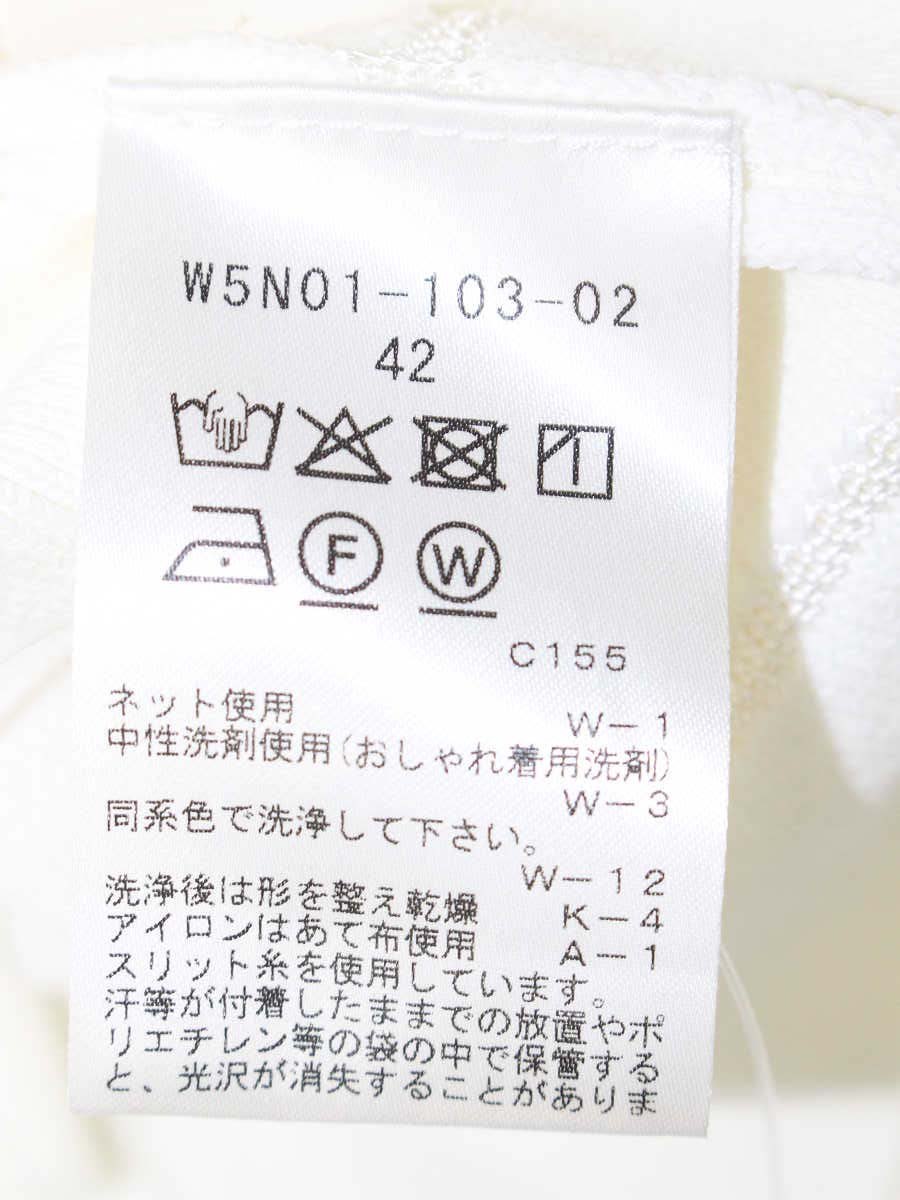 W5N01-103-02
42
F W
C155
ネット使用 W-1
中性洗剤使用(おしゃれ着用洗剤)
W-3
同系色で洗浄して下さい。
W-12
洗浄後は形を整え乾燥 K-4
アイロンはあて布使用 A-1
スリット糸を使用しています。
汗等が付着したままでの放置やポ
リエチレン等の袋の中で保管する
と、光沢が消失することがありま